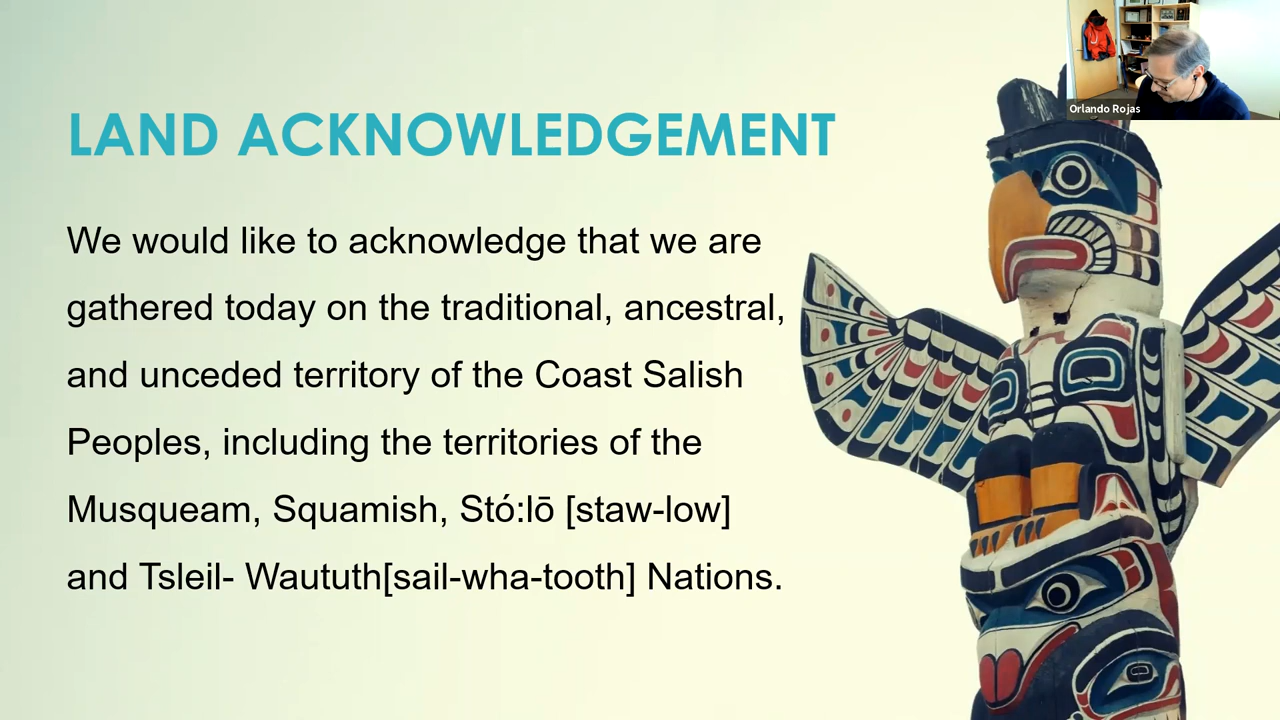 Orlando Rojas
LAND ACKNOWLEDGEMENT
We would like to acknowledge that we are
gathered today on the traditional, ancestral,
and unceded territory of the Coast Salish
Peoples, including the territories of the
Musqueam, Squamish, Stó:lō [staw-low]
and Tsleil- Waututh[sail-wha-tooth] Nations.